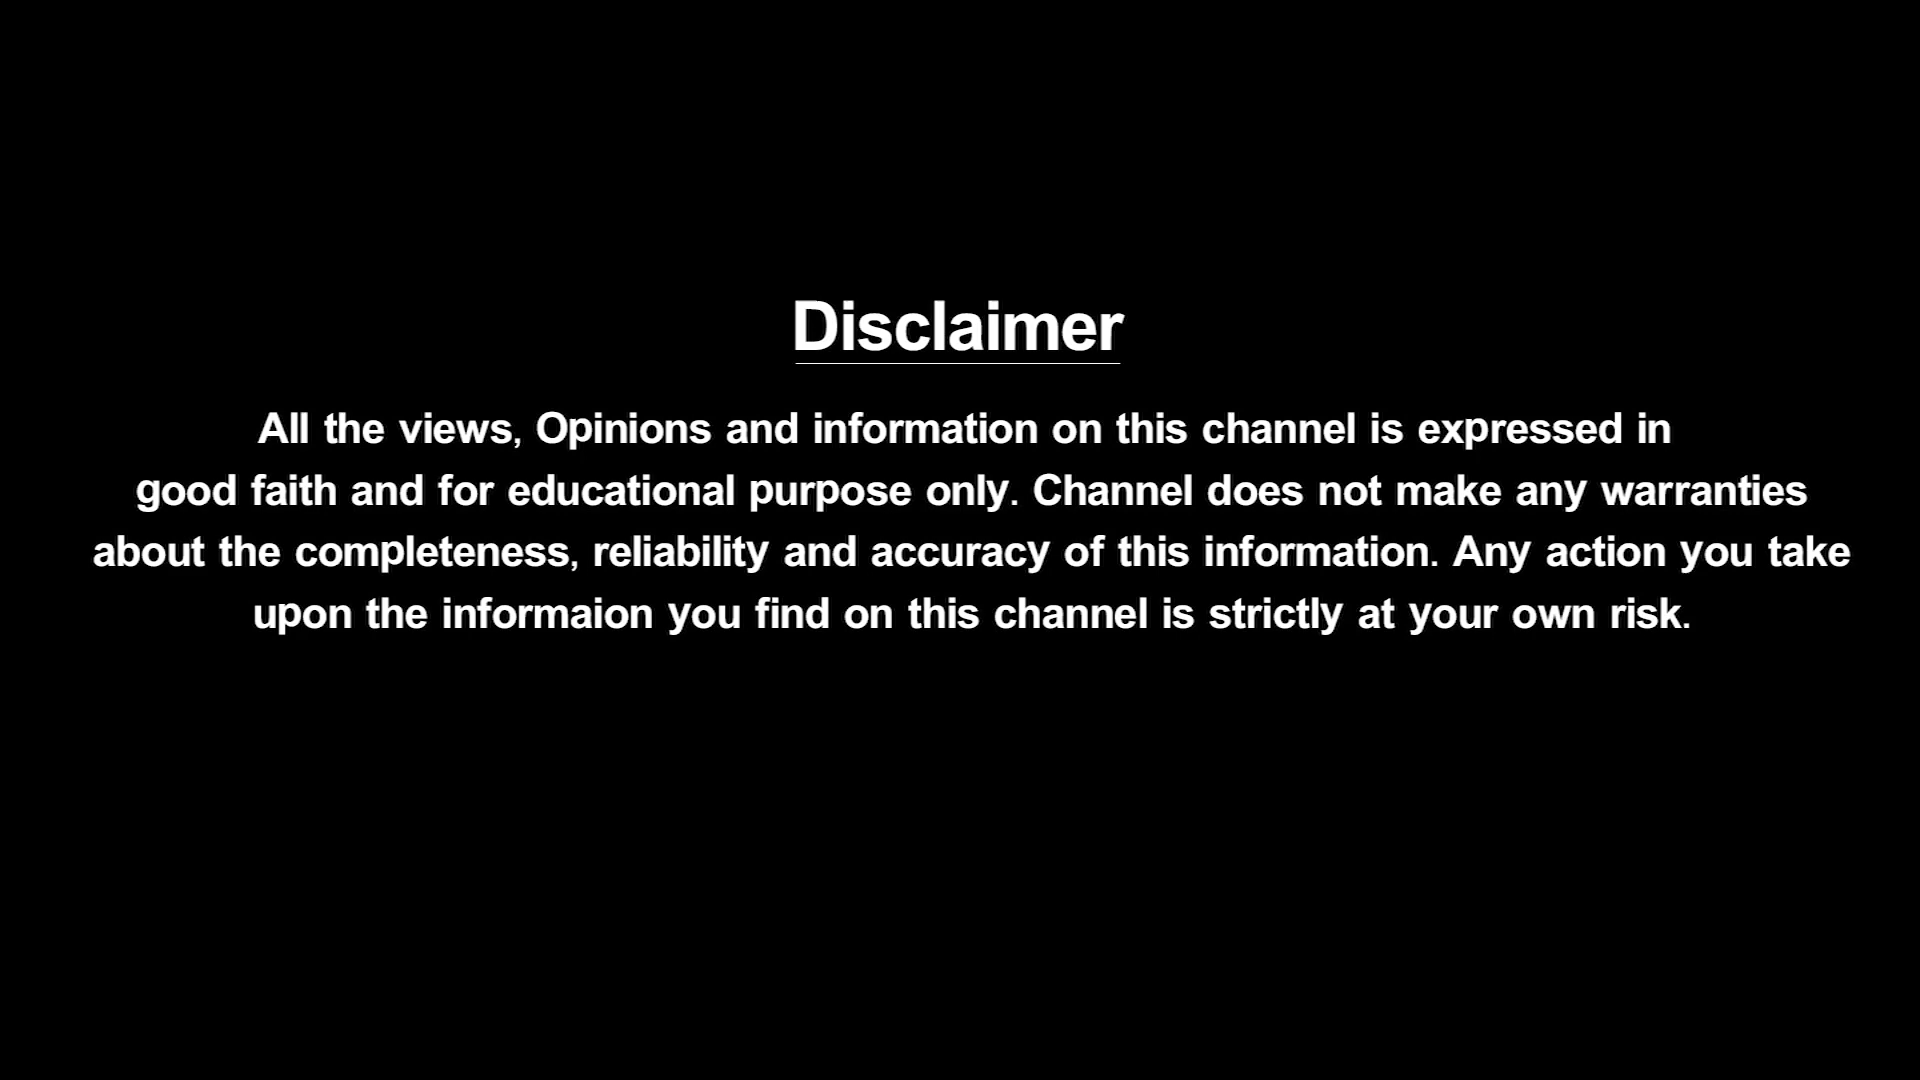 Disclaimer
All the views, Opinions and information on this channel is expressed in
good faith and for educational purpose only. Channel does not make any warranties
about the completeness, reliability and accuracy of this information. Any action you take
upon the informaion you find on this channel is strictly at your own risk.